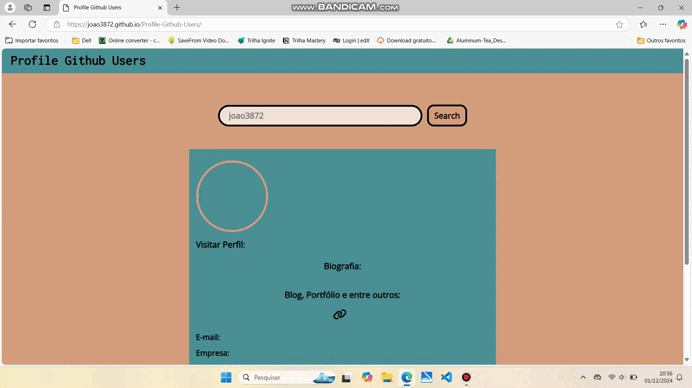 www.BANDICAM.com
Profile Github Users
https://joao3872.github.io/Profile-Github-Users/
Importar favoritos
Dell
Online converter - c...
SaveFrom Video Do...
Trilha Ignite
Trilha Mastery
Login | edX
Download gratuito...
Aluminum-Tea_Des...
Outros favoritos
Profile Github Users
joao3872
Search
Visitar Perfil:
Biografia:
Blog, Portfólio e entre outros:
E-mail:
Empresa:
Pesquisar
20:56
01/12/2024